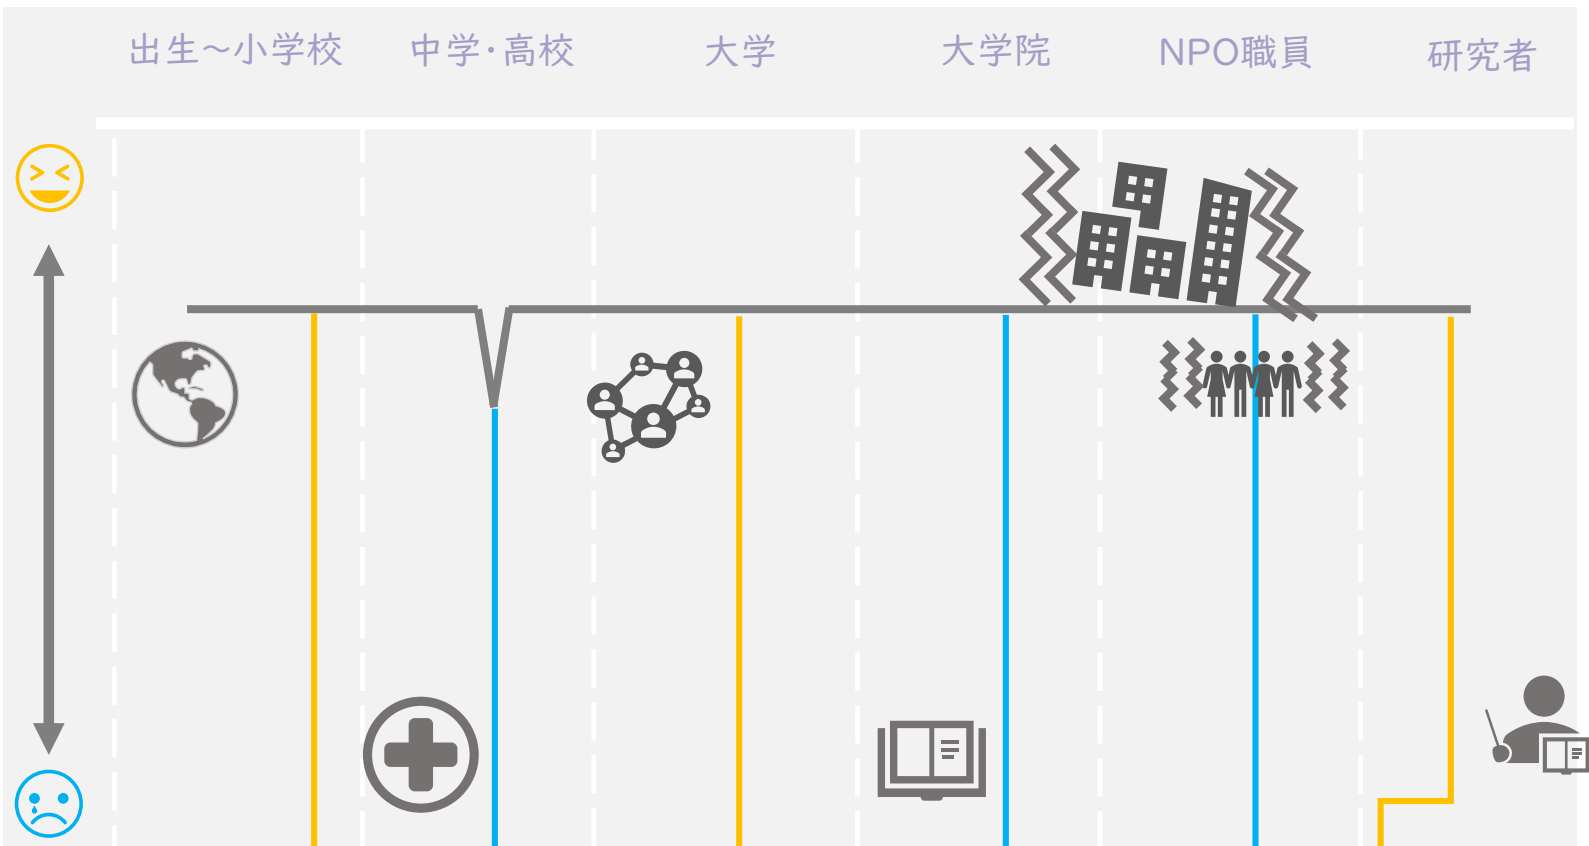 出生～小学校
中学・高校
大学
大学院
NPO職員
研究者